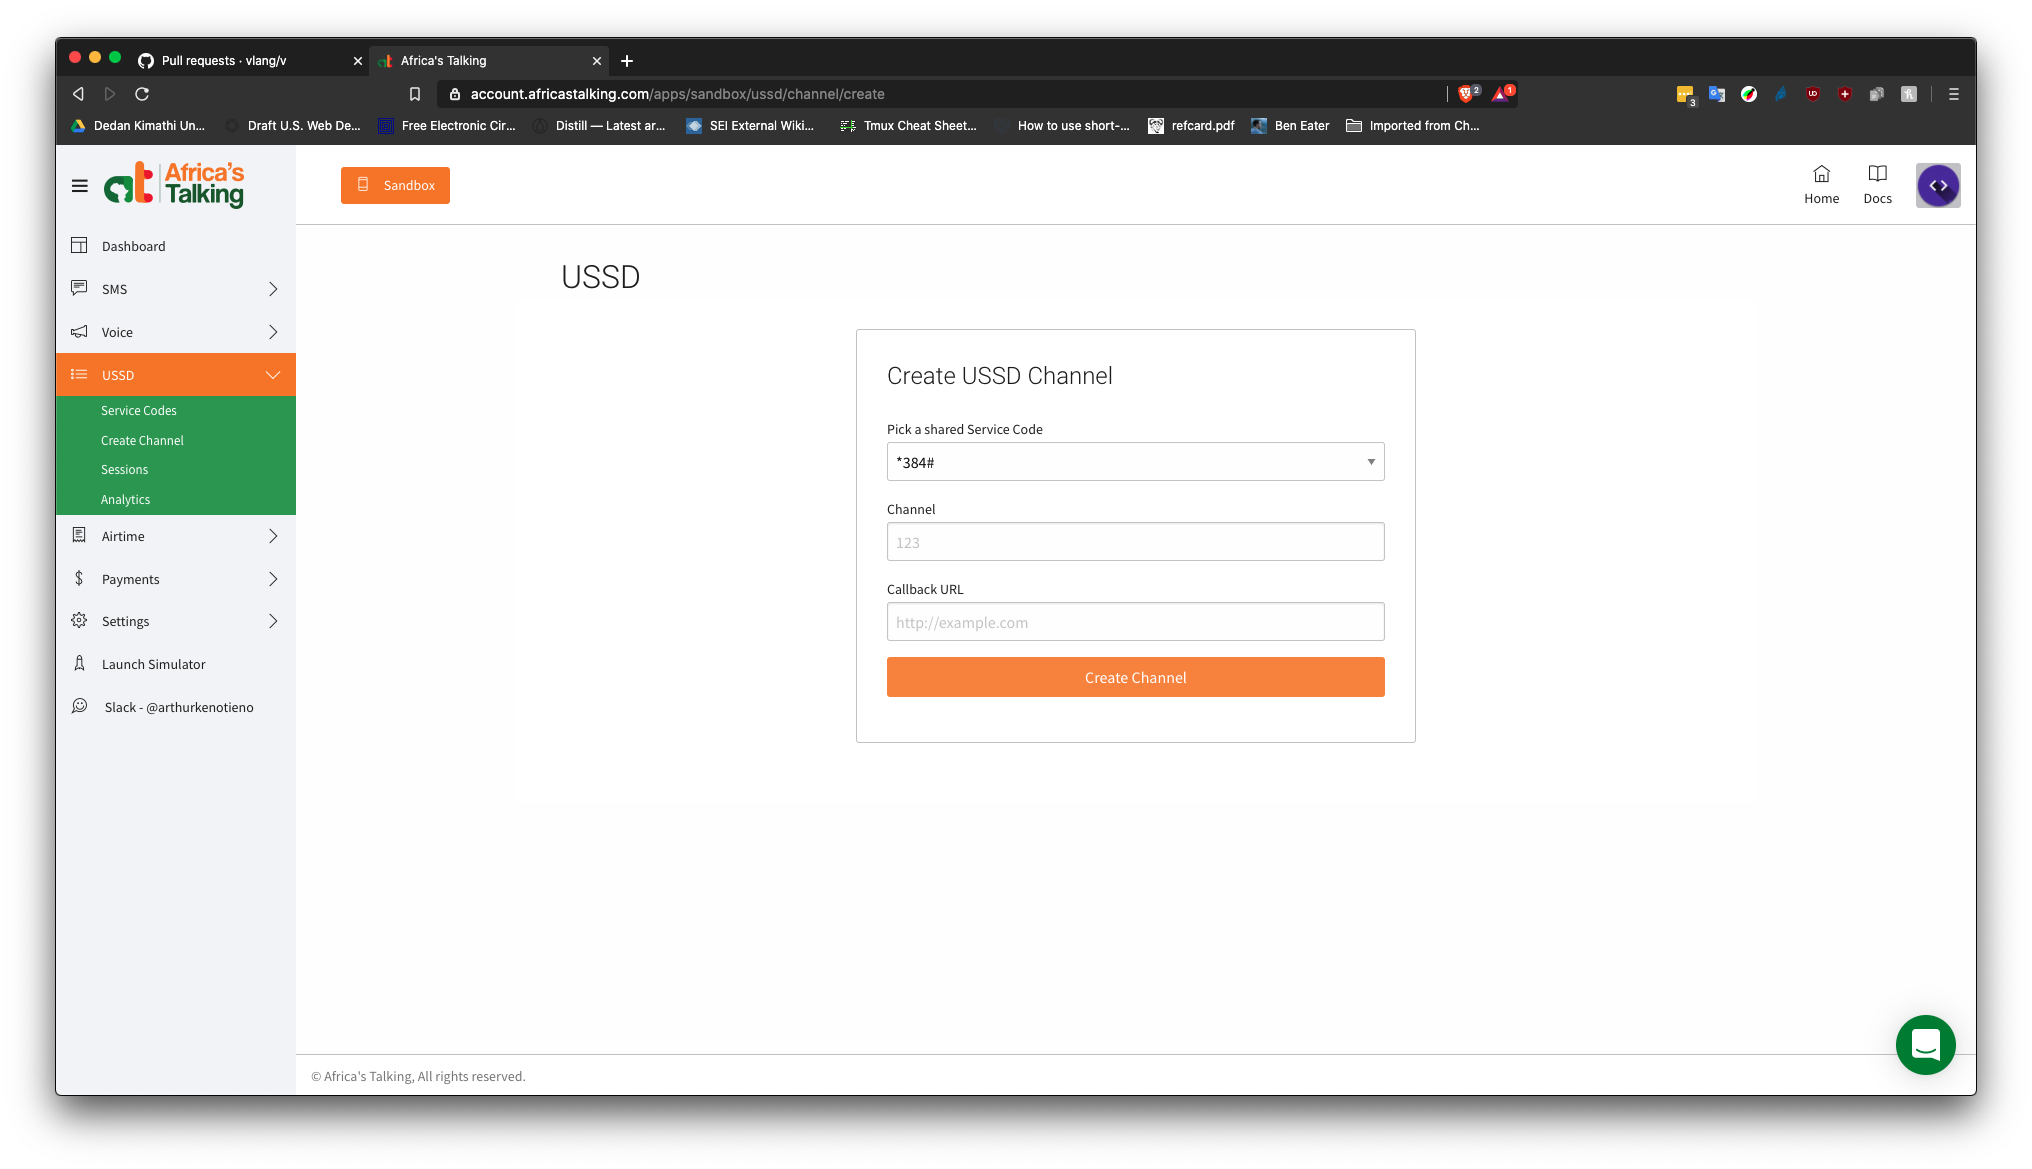 Pull requests · vlang/v
Africa's Talking
account.africastalking.com/apps/sandbox/ussd/channel/create
2
1
3
Dedan Kimathi Un...
Draft U.S. Web De...
Free Electronic Cir...
Distill — Latest ar...
SEI External Wiki...
Tmux Cheat Sheet...
How to use short-...
refcard.pdf
Ben Eater
Imported from Ch...
Africa's
Talking
Sandbox
Home
Docs
Dashboard
SMS
Voice
USSD
Service Codes
Create Channel
Sessions
Analytics
Airtime
Payments
Settings
Launch Simulator
Slack - @arthurkenotieno
USSD
Create USSD Channel
Pick a shared Service Code
*384#
Channel
123
Callback URL
http://example.com
Create Channel
© Africa's Talking, All rights reserved.